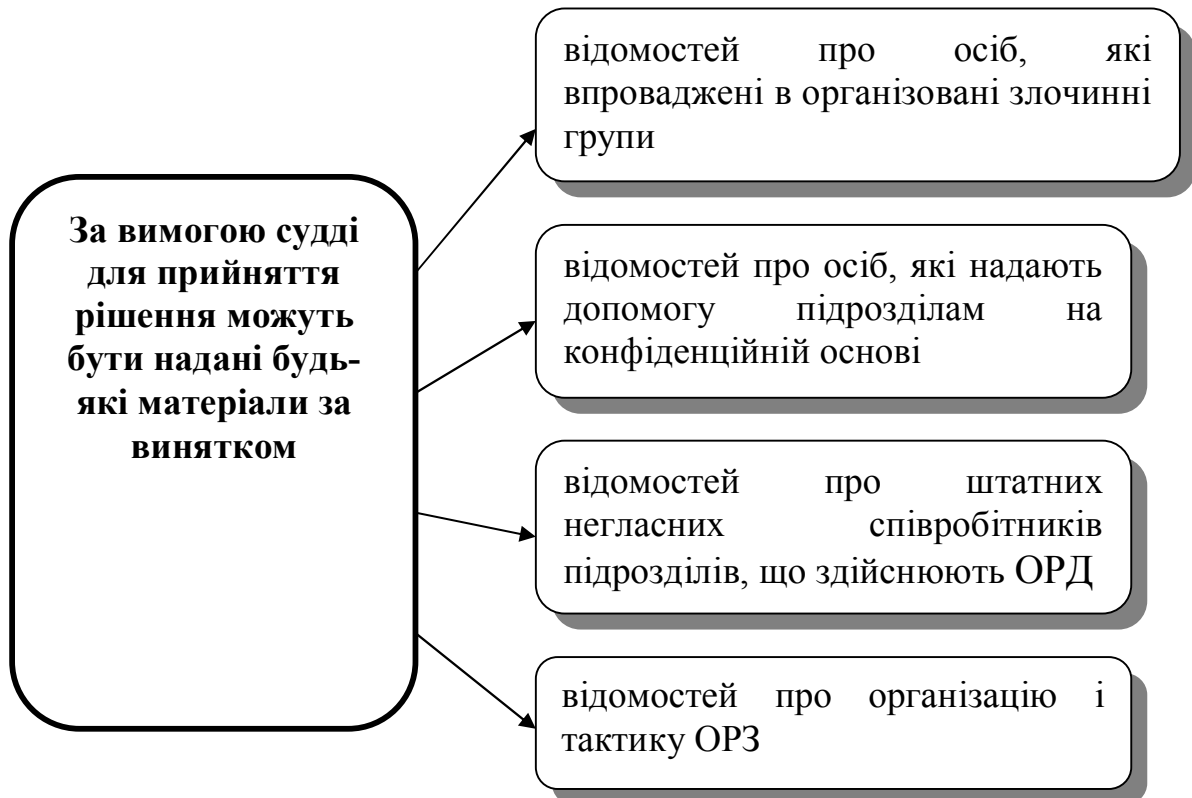 За вимогою судді
для прийняття
рішення можуть
бути надані будь-
які матеріали за
винятком
відомостей про осіб, які
впроваджені в організовані злочинні
групи
відомостей про осіб, які надають
допомогу підрозділам на
конфіденційній основі
відомостей про штатних
негласних співробітників
підрозділів, що здійснюють ОРД
відомостей про організацію і
тактику ОРЗ